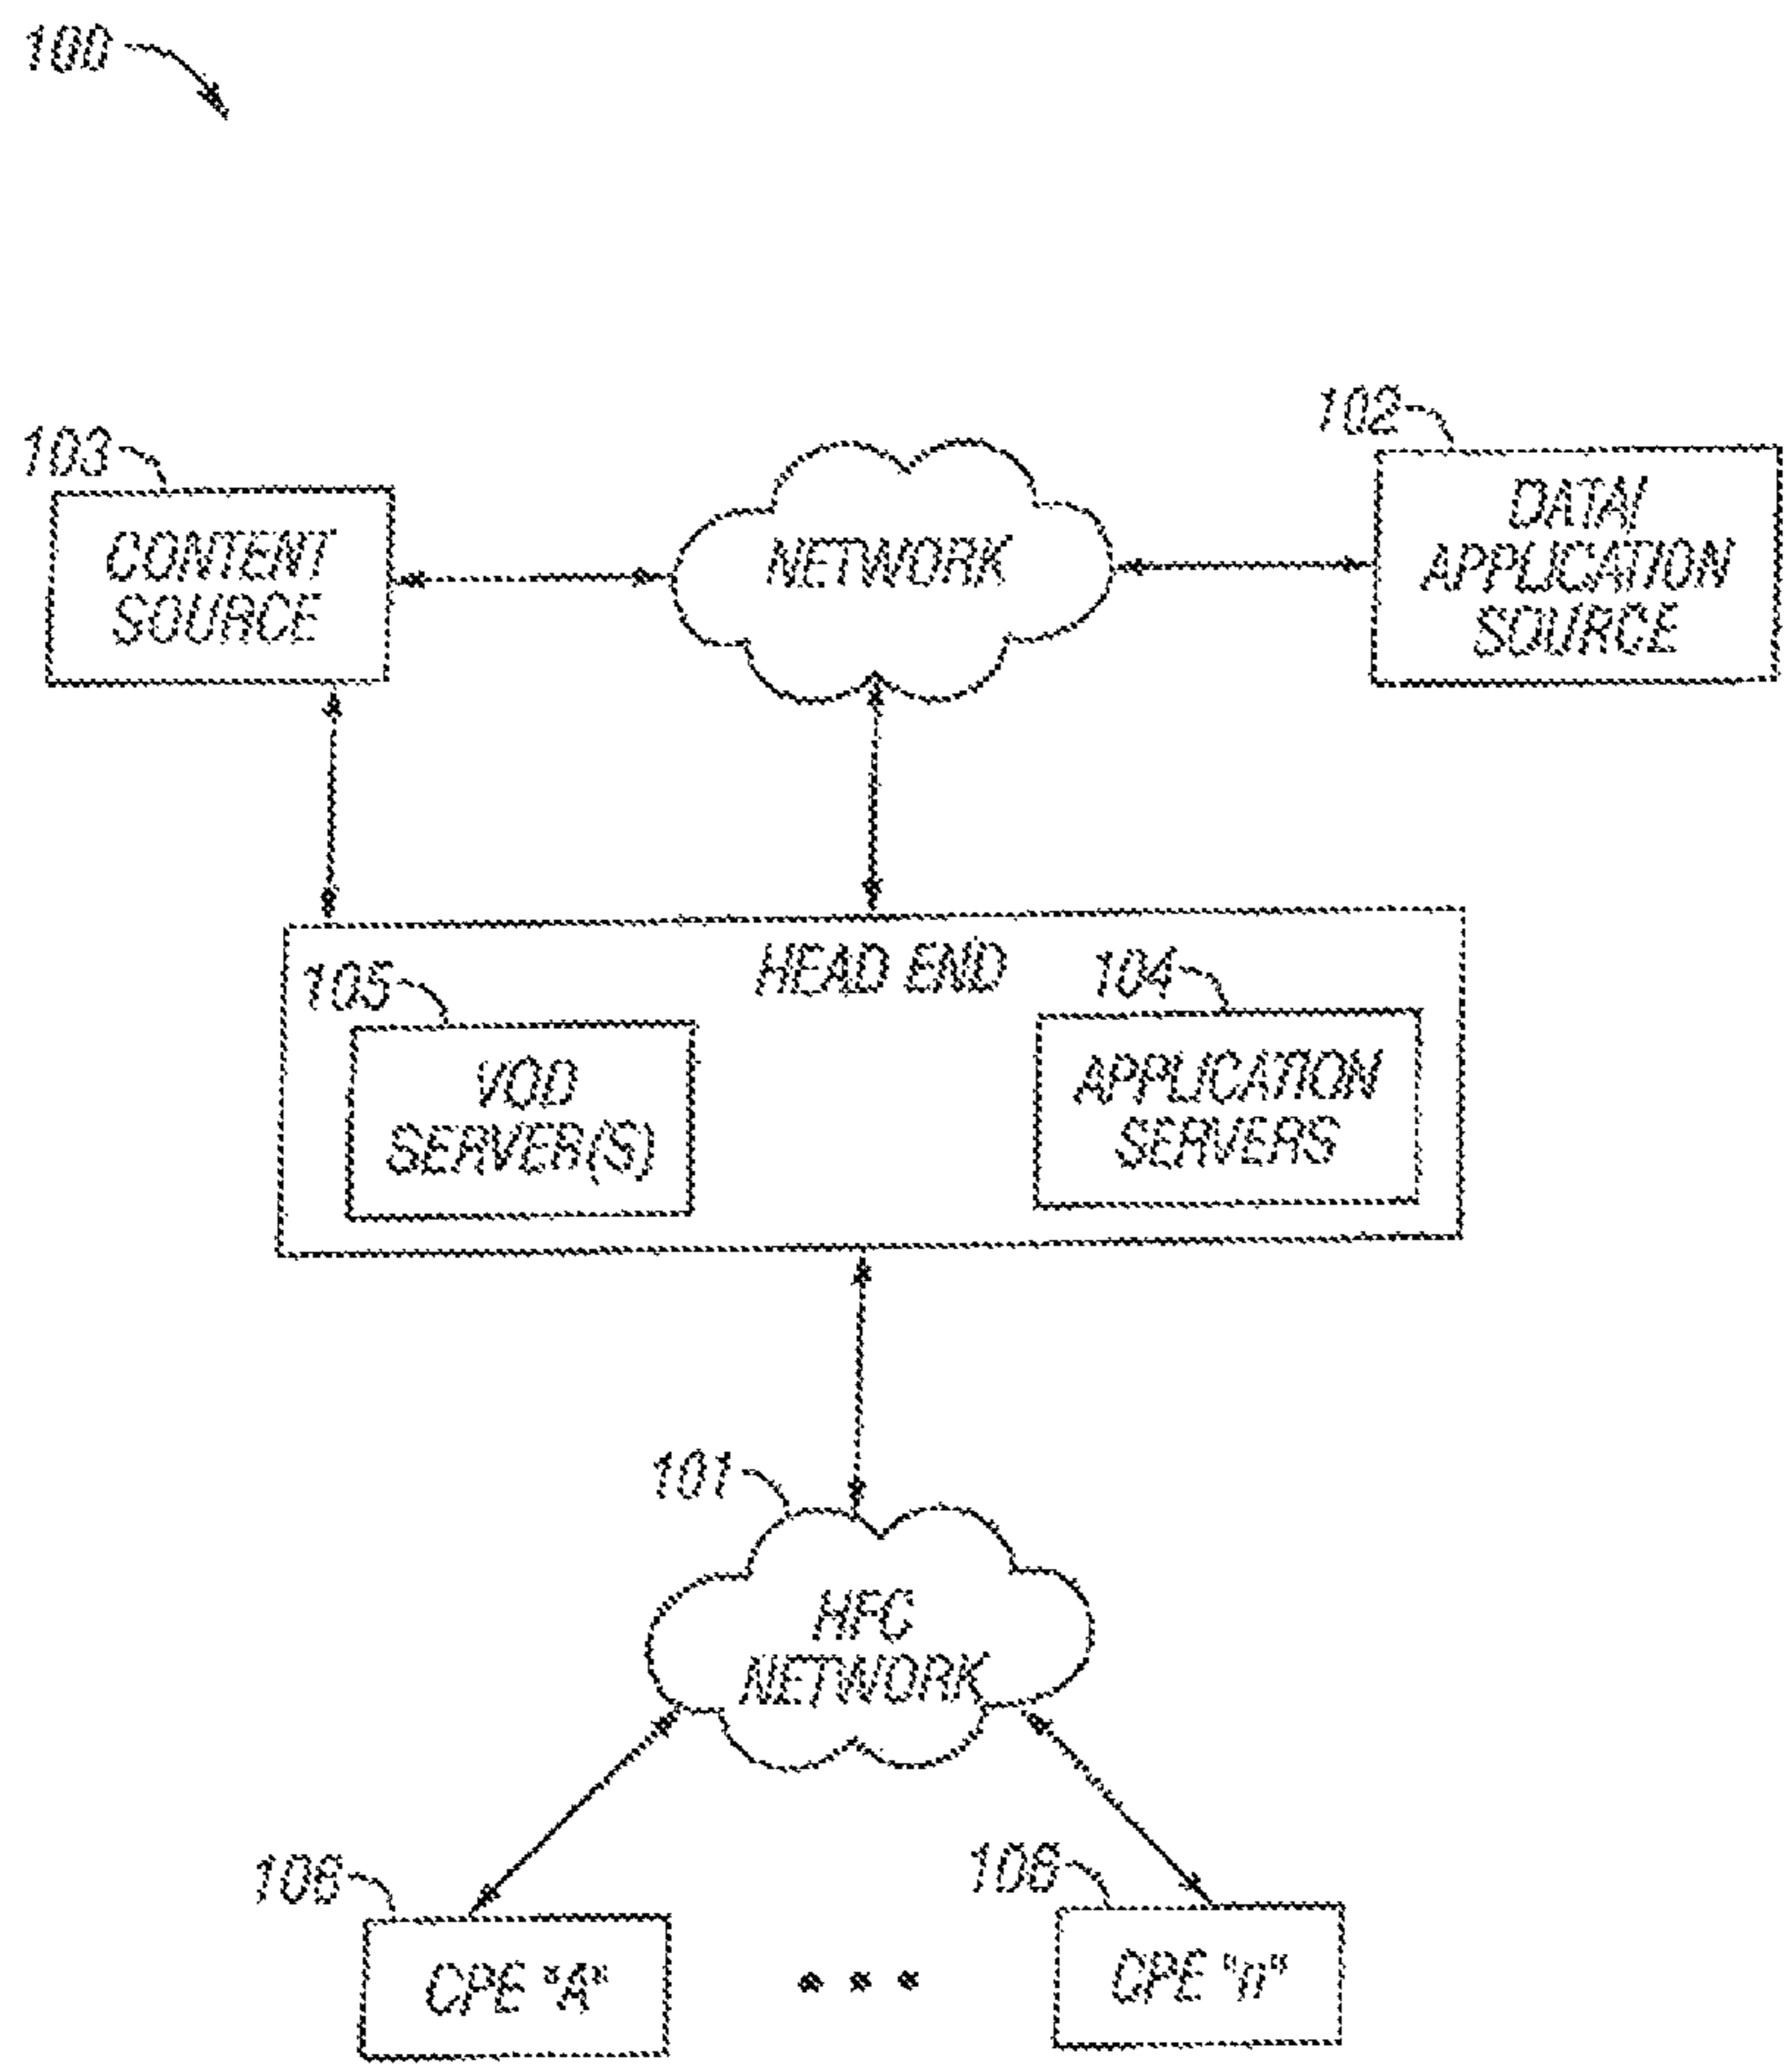 100
103
102
CONTENT
SOURCE
NETWORK
DATA/
APPLICATION
SOURCE
HEAD END
105
104
VOD
SERVER(S)
APPLICATION
SERVERS
101
HFC
NETWORK
106
106
CPE "A"
CPE "n"